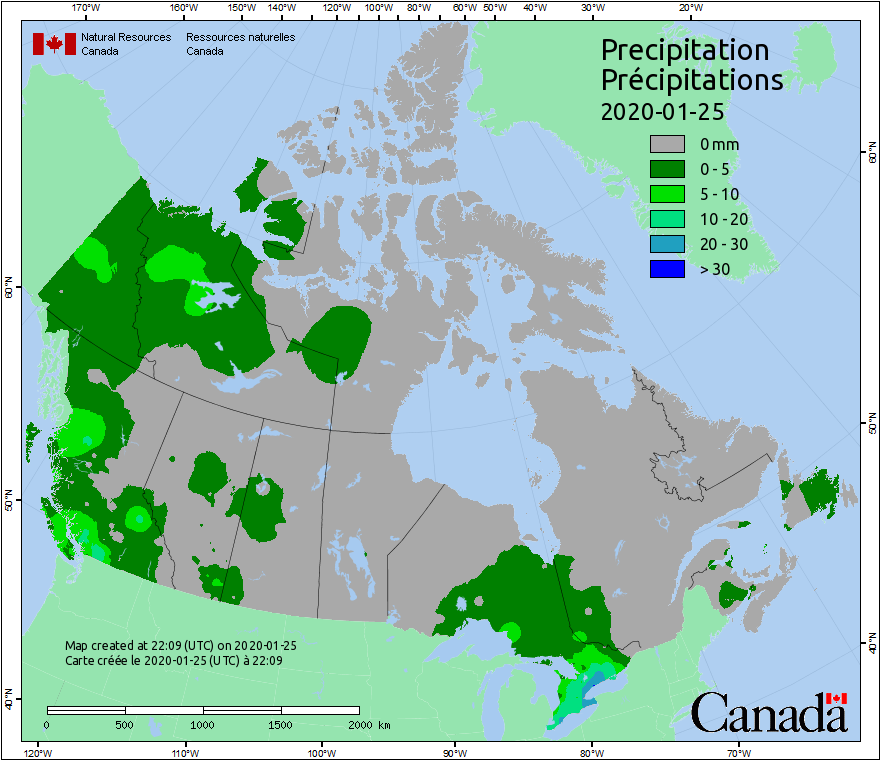 170°W 160°W 150°W 140°W 120°W 100°W 80°W 60°W 50°W 40°W 30°W 20°W
Natural Resources Ressources naturelles
Canada Canada
Precipitation
Précipitations
2020-01-25
0 mm
0 - 5
5 - 10
10 - 20
20 - 30
> 30
60°N
60°N
50°N
50°N
40°N
40°N
Map created at 22:09 (UTC) on 2020-01-25
Carte créée le 2020-01-25 (UTC) à 22:09
0 500 1000 1500 2000 km
Canada
120°W 110°W 100°W 90°W 80°W 70°W